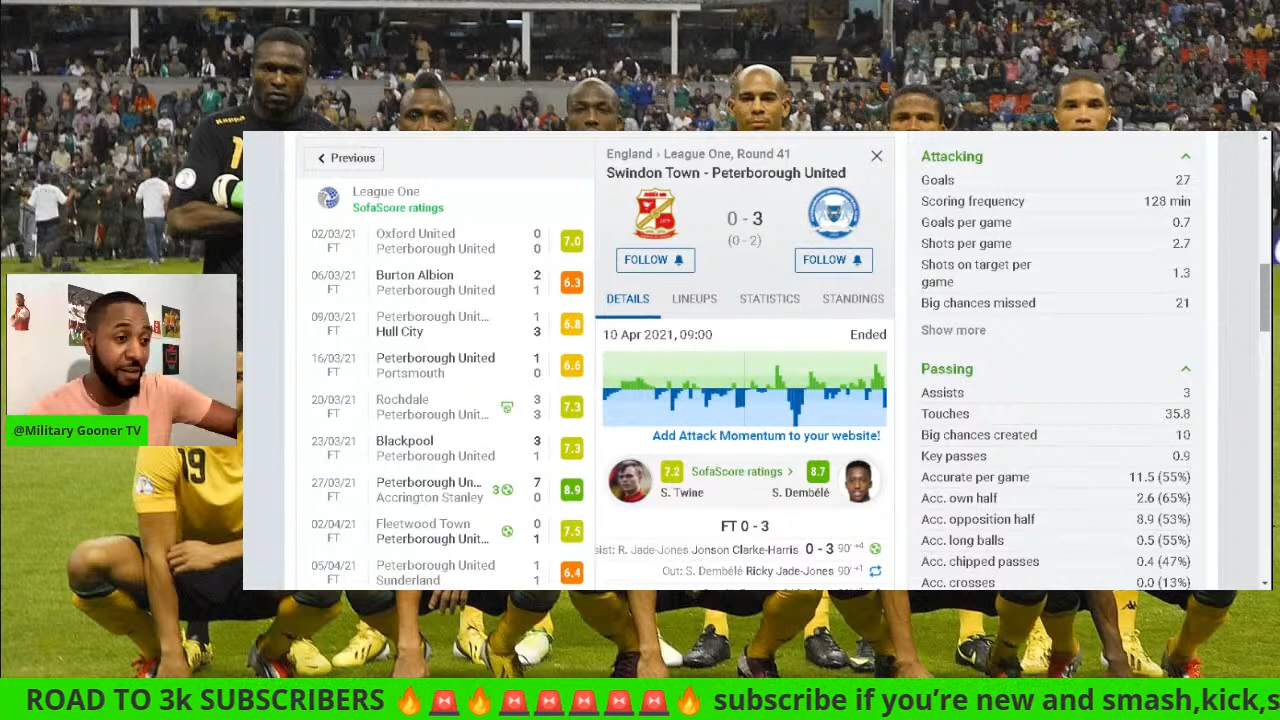 Previous
League One
SofaScore ratings
02/03/21 Oxford United 0 7.0
FT Peterborough United 0
06/03/21 Burton Albion 2 6.3
FT Peterborough United 1
09/03/21 Peterborough Unit... 1 6.8
FT Hull City 3
16/03/21 Peterborough United 1 6.6
FT Portsmouth 0
20/03/21 Rochdale 3 7.3
FT Peterborough Unit... 3
23/03/21 Blackpool 3 7.3
FT Peterborough United 1
27/03/21 Peterborough Un... 3 7 8.9
FT Accrington Stanley 0
02/04/21 Fleetwood Town 0 7.5
FT Peterborough Unit... 1
05/04/21 Peterborough United 1 6.4
FT Sunderland 1
England › League One, Round 41
Swindon Town - Peterborough United
0 - 3
(0 - 2)
FOLLOW FOLLOW
DETAILS LINEUPS STATISTICS STANDINGS
10 Apr 2021, 09:00 Ended
Add Attack Momentum to your website!
7.2 SofaScore ratings > 8.7
S. Twine S. Dembélé
FT 0 - 3
sist: R. Jade-Jones Jonson Clarke-Harris 0 - 3 90' +4
Out: S. Dembélé Ricky Jade-Jones 90' +1
Attacking
Goals 27
Scoring frequency 128 min
Goals per game 0.7
Shots per game 2.7
Shots on target per
game 1.3
Big chances missed 21
Show more
Passing
Assists 3
Touches 35.8
Big chances created 10
Key passes 0.9
Accurate per game 11.5 (55%)
Acc. own half 2.6 (65%)
Acc. opposition half 8.9 (53%)
Acc. long balls 0.5 (55%)
Acc. chipped passes 0.4 (47%)
Acc. crosses 0.0 (13%)
@Military Gooner TV
19
ROAD TO 3k SUBSCRIBERS 🔥🚨🔥🚨🚨🚨🚨🚨🔥 subscribe if you’re new and smash,kick,s